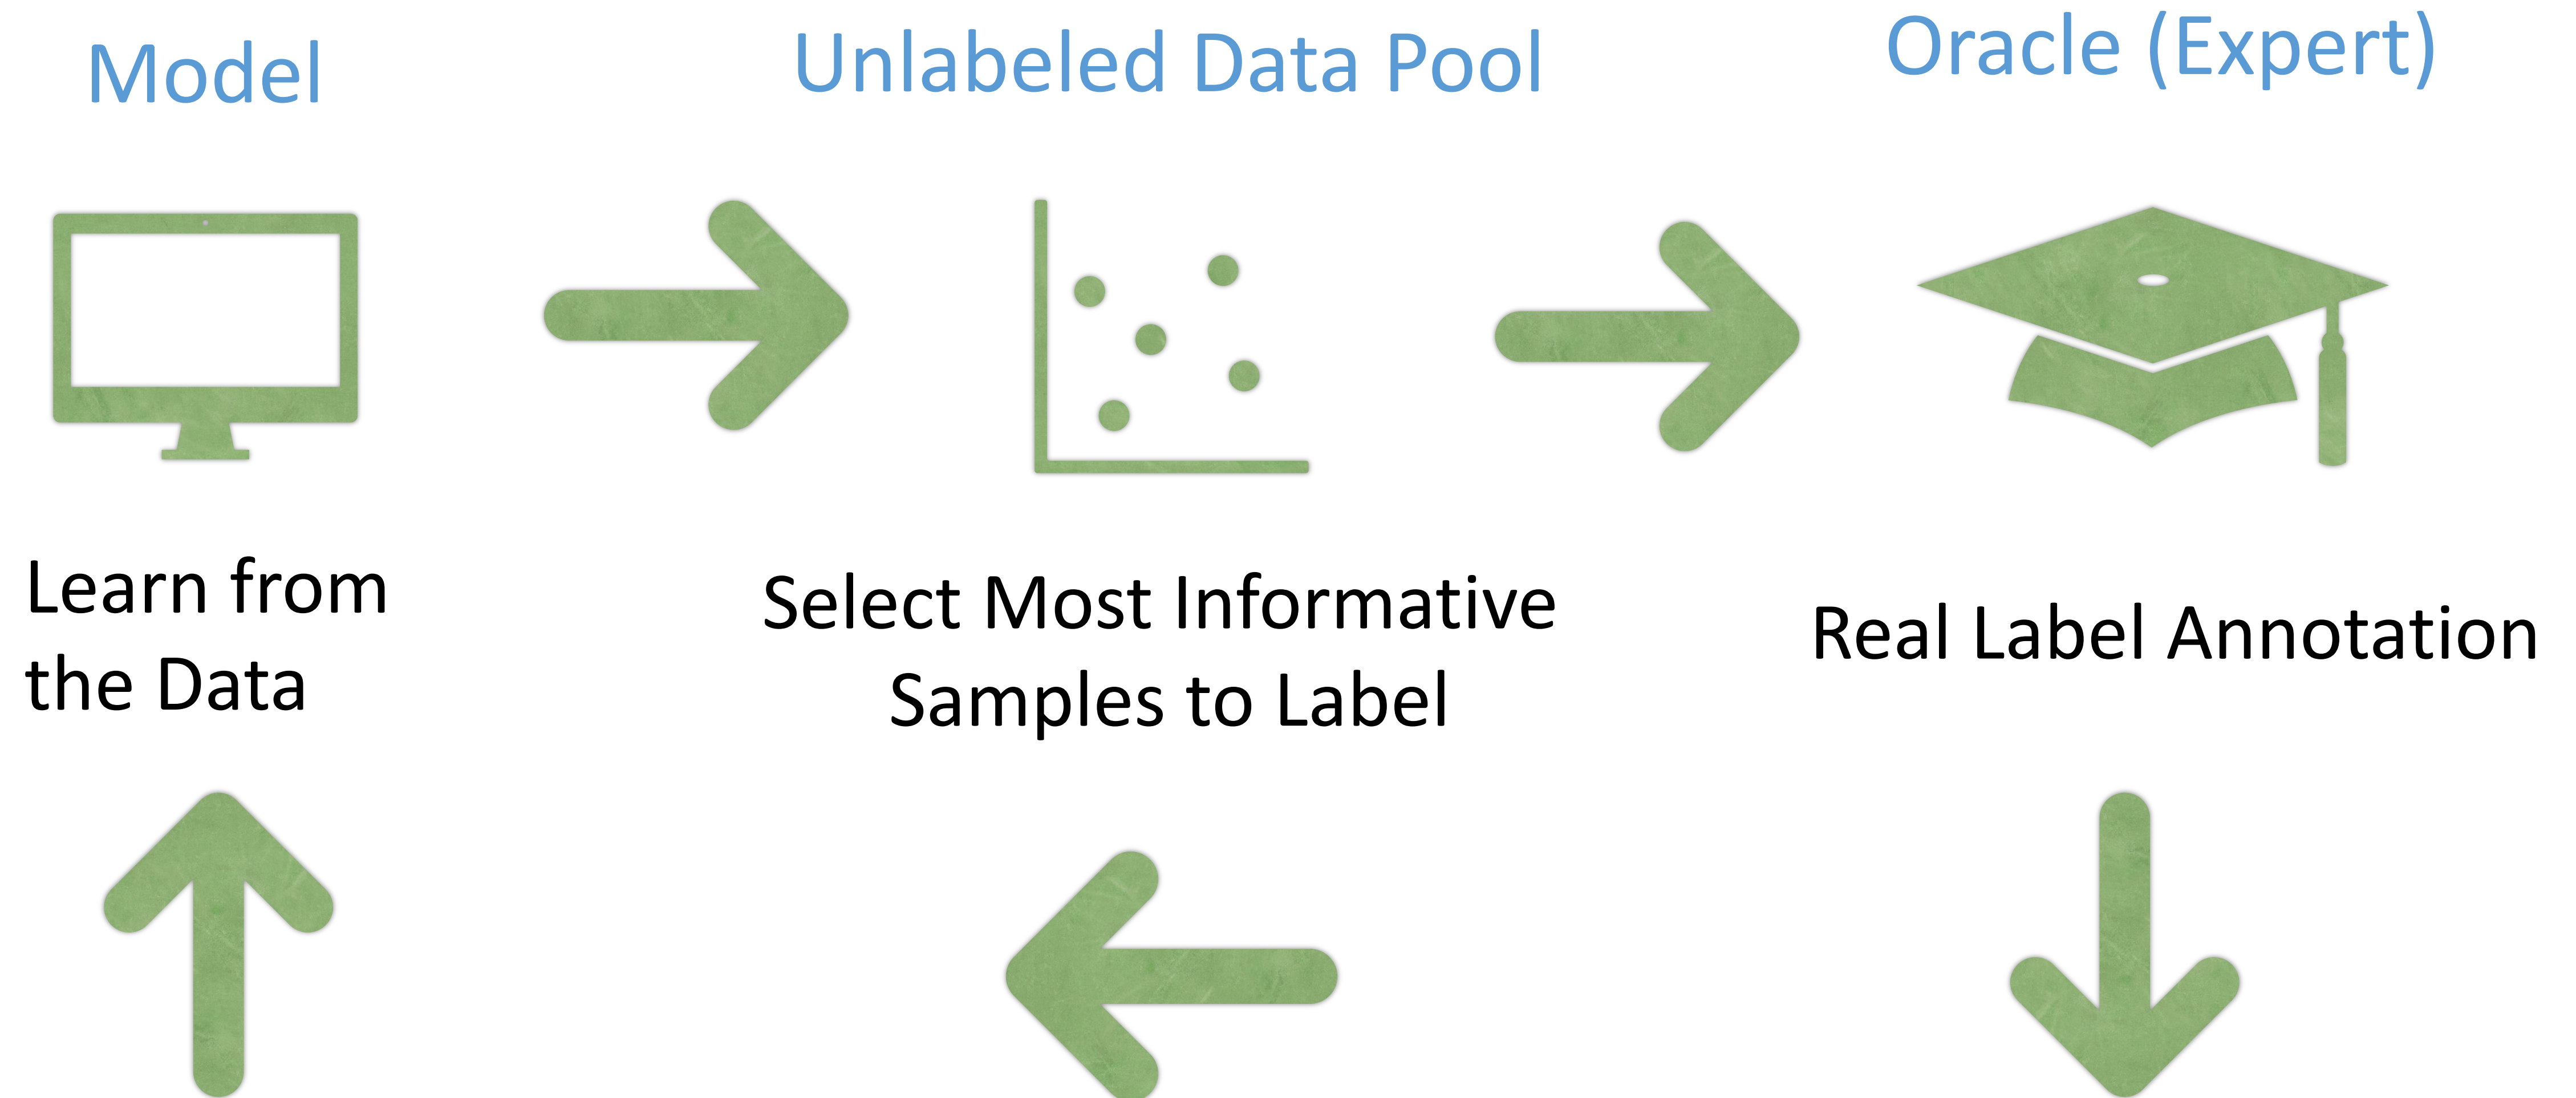 Model
Unlabeled Data Pool
Oracle (Expert)
Learn from
the Data
Select Most Informative
Samples to Label
Real Label Annotation